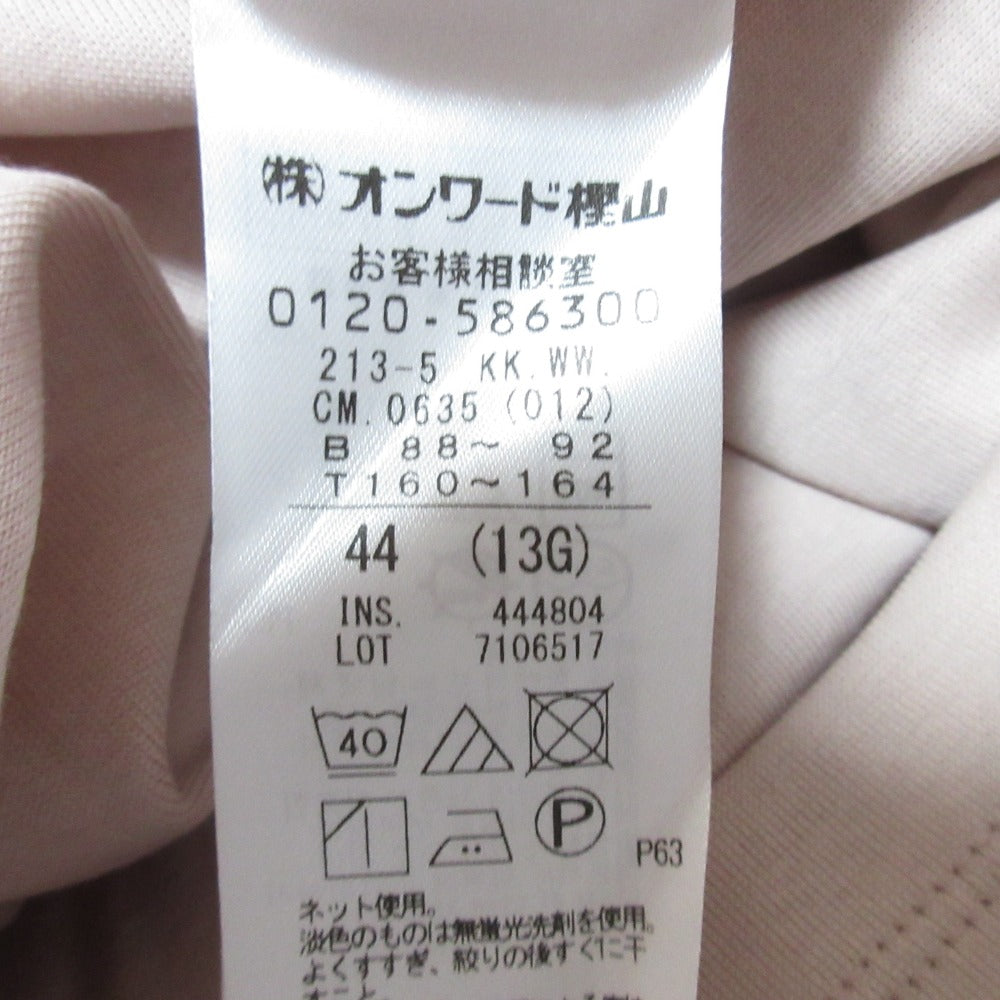 (株)オンワード樫山
お客様相談室
0120-586300
213-5 KK.WW.
CM.0635(012)
B 88~ 92
T160~164
44 (13G)
INS. 444804
LOT 7106517
40
P
P63
ネット使用。
淡色のものは無蛍光洗剤を使用。
よくすすぎ、絞りの後すぐに干
すこと